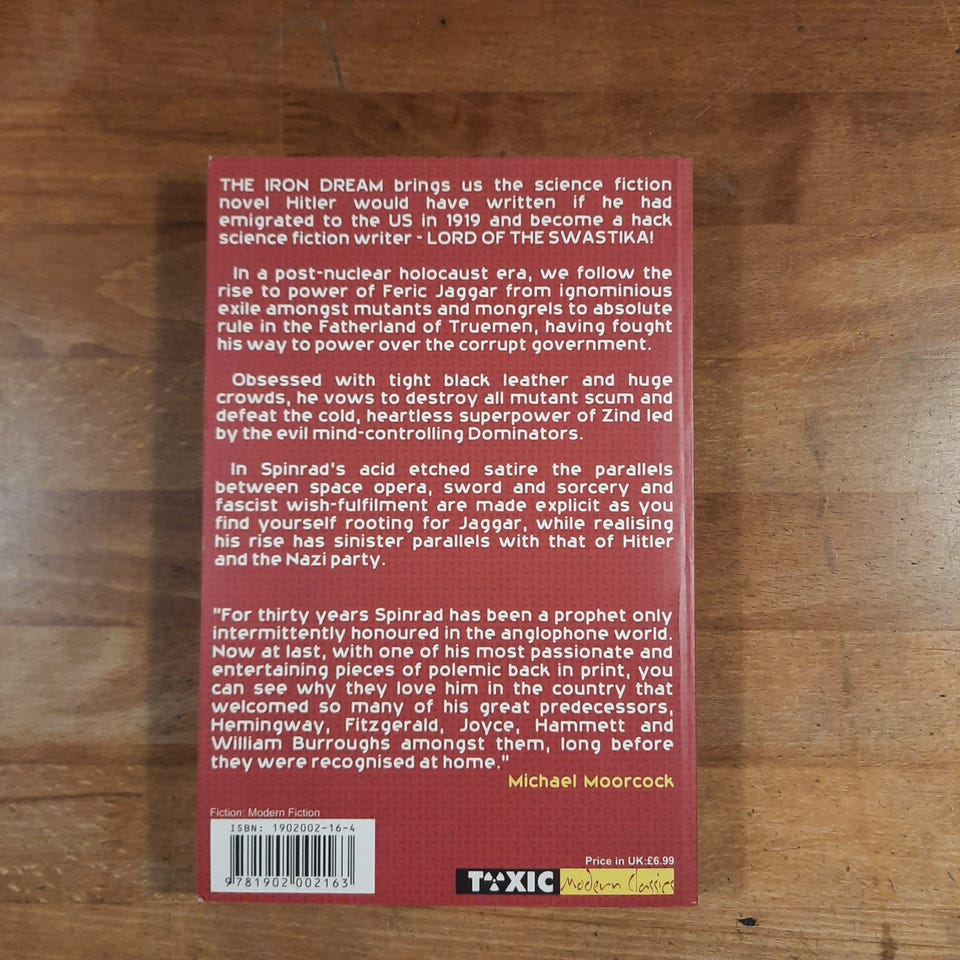 THE IRON DREAM brings us the science fiction
novel Hitler would have written if he had
emigrated to the US in 1919 and become a hack
science fiction writer - LORD OF THE SWASTIKA!
In a post-nuclear holocaust era, we follow the
rise to power of Feric Jaggar from ignominious
exile amongst mutants and mongrels to absolute
rule in the Fatherland of Truemen, having fought
his way to power over the corrupt government.
Obsessed with tight black leather and huge
crowds, he vows to destroy all mutant scum and
defeat the cold, heartless superpower of Zind led
by the evil mind-controlling Dominators.
In Spinrad's acid etched satire the parallels
between space opera, sword and sorcery and
fascist wish-fulfilment are made explicit as you
find yourself rooting for Jaggar, while realising
his rise has sinister parallels with that of Hitler
and the Nazi party.
"For thirty years Spinrad has been a prophet only
intermittently honoured in the anglophone world.
Now at last, with one of his most passionate and
entertaining pieces of polemic back in print, you
can see why they love him in the country that
welcomed so many of his great predecessors,
Hemingway, Fitzgerald, Joyce, Hammett and
William Burroughs amongst them, long before
they were recognised at home."
Michael Moorcock
Fiction: Modern Fiction
ISBN: 1902002-16-4
9781902002163
Price in UK:£6.99
TOXIC Modern Classics